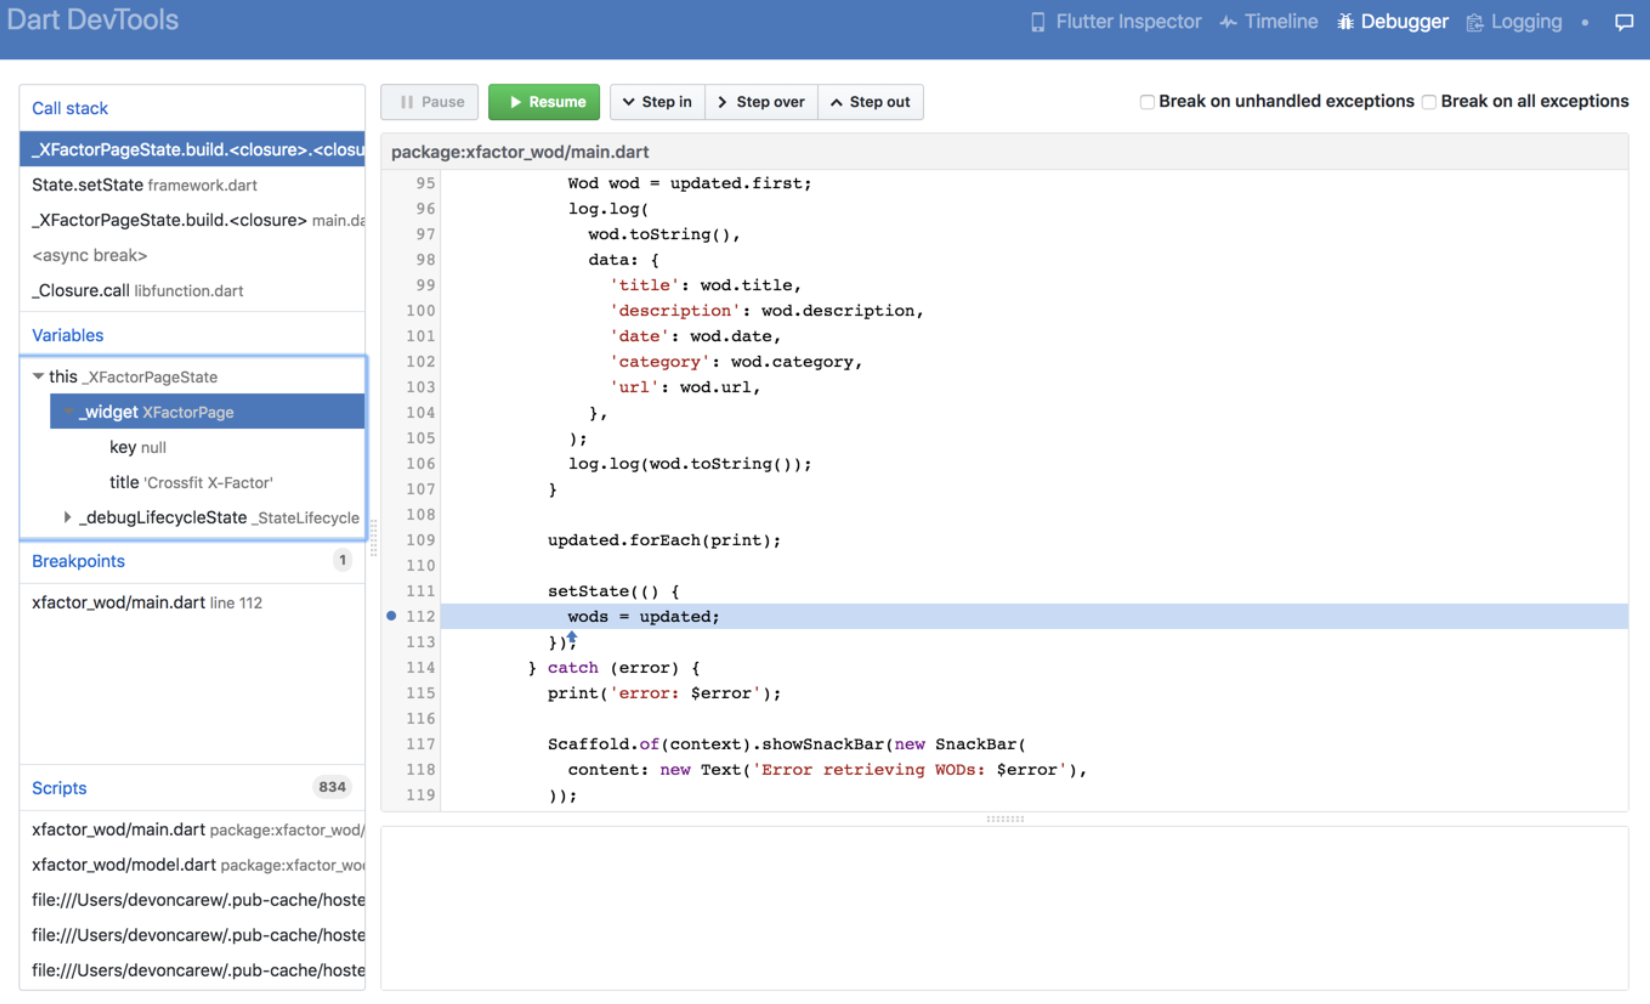 Dart DevTools
Flutter Inspector Timeline Debugger Logging
Call stack
_XFactorPageState.build.<closure>.<closu
State.setState framework.dart
_XFactorPageState.build.<closure> main.da
<async break>
_Closure.call libfunction.dart
Variables
this _XFactorPageState
_widget XFactorPage
key null
title 'Crossfit X-Factor'
_debugLifecycleState _StateLifecycle
Breakpoints 1
xfactor_wod/main.dart line 112
Scripts 834
xfactor_wod/main.dart package:xfactor_wod/
xfactor_wod/model.dart package:xfactor_wo
file:///Users/devoncarew/.pub-cache/hoste
file:///Users/devoncarew/.pub-cache/hoste
file:///Users/devoncarew/.pub-cache/hoste
Pause Resume Step in Step over Step out
Break on unhandled exceptions Break on all exceptions
package:xfactor_wod/main.dart
95 Wod wod = updated.first;
96 log.log(
97 wod.toString(),
98 data: {
99 'title': wod.title,
100 'description': wod.description,
101 'date': wod.date,
102 'category': wod.category,
103 'url': wod.url,
104 },
105 );
106 log.log(wod.toString());
107 }
108
109 updated.forEach(print);
110
111 setState(() {
112 wods = updated;
113 });
114 } catch (error) {
115 print('error: $error');
116
117 Scaffold.of(context).showSnackBar(new SnackBar(
118 content: new Text('Error retrieving WODs: $error'),
119 ));